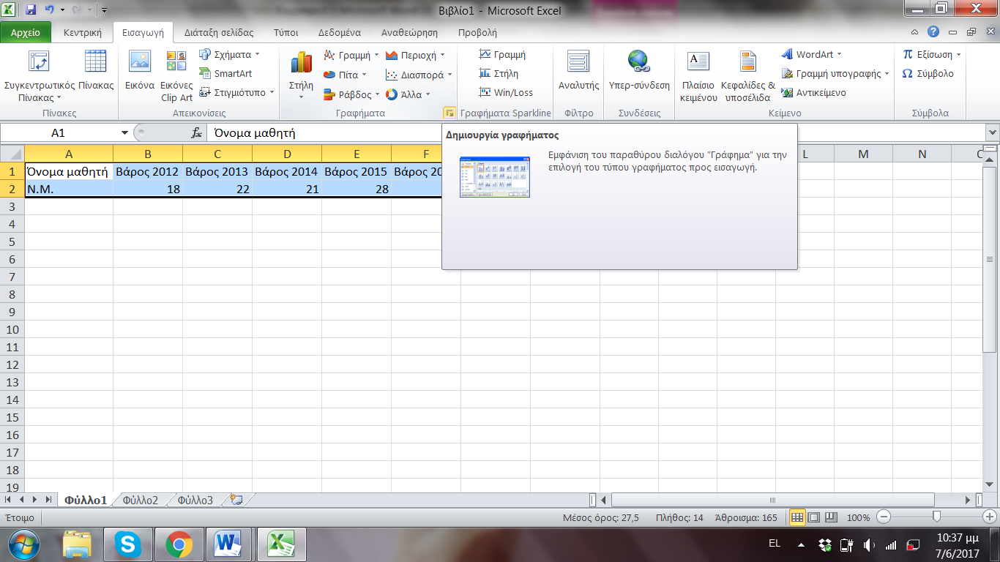 Βιβλίο1 - Microsoft Excel
Αρχείο Κεντρική Εισαγωγή Διάταξη σελίδας Τύποι Δεδομένα Αναθεώρηση Προβολή
Συγκεντρωτικός Πίνακας
Πίνακας
Πίνακες
Εικόνα
Εικόνες Clip Art
Σχήματα
SmartArt
Στιγμιότυπο
Απεικονίσεις
Στήλη
Γραμμή
Πίτα
Ράβδος
Περιοχή
Διασπορά
Άλλα
Γραφήματα
Γραμμή
Στήλη
Win/Loss
Γραφήματα Sparkline
Αναλυτής
Φίλτρο
Υπερ-σύνδεση
Συνδέσεις
Πλαίσιο κειμένου
Κεφαλίδες & υποσέλιδα
WordArt
Γραμμή υπογραφής
Αντικείμενο
Κείμενο
Εξίσωση
Σύμβολο
Σύμβολα
A1 fx Όνομα μαθητή
Δημιουργία γραφήματος
Εμφάνιση του παραθύρου διαλόγου "Γράφημα" για την
επιλογή του τύπου γραφήματος προς εισαγωγή.
A B C D E F L M N
1 Όνομα μαθητή Βάρος 2012 Βάρος 2013 Βάρος 2014 Βάρος 2015 Βάρος 20
2 Ν.Μ. 18 22 21 28
3
4
5
6
7
8
9
10
11
12
13
14
15
16
17
18
19
Φύλλο1 Φύλλο2 Φύλλο3
Έτοιμο Μέσος όρος: 27,5 Πλήθος: 14 Άθροισμα: 165 100%
EL 10:37 μμ
7/6/2017